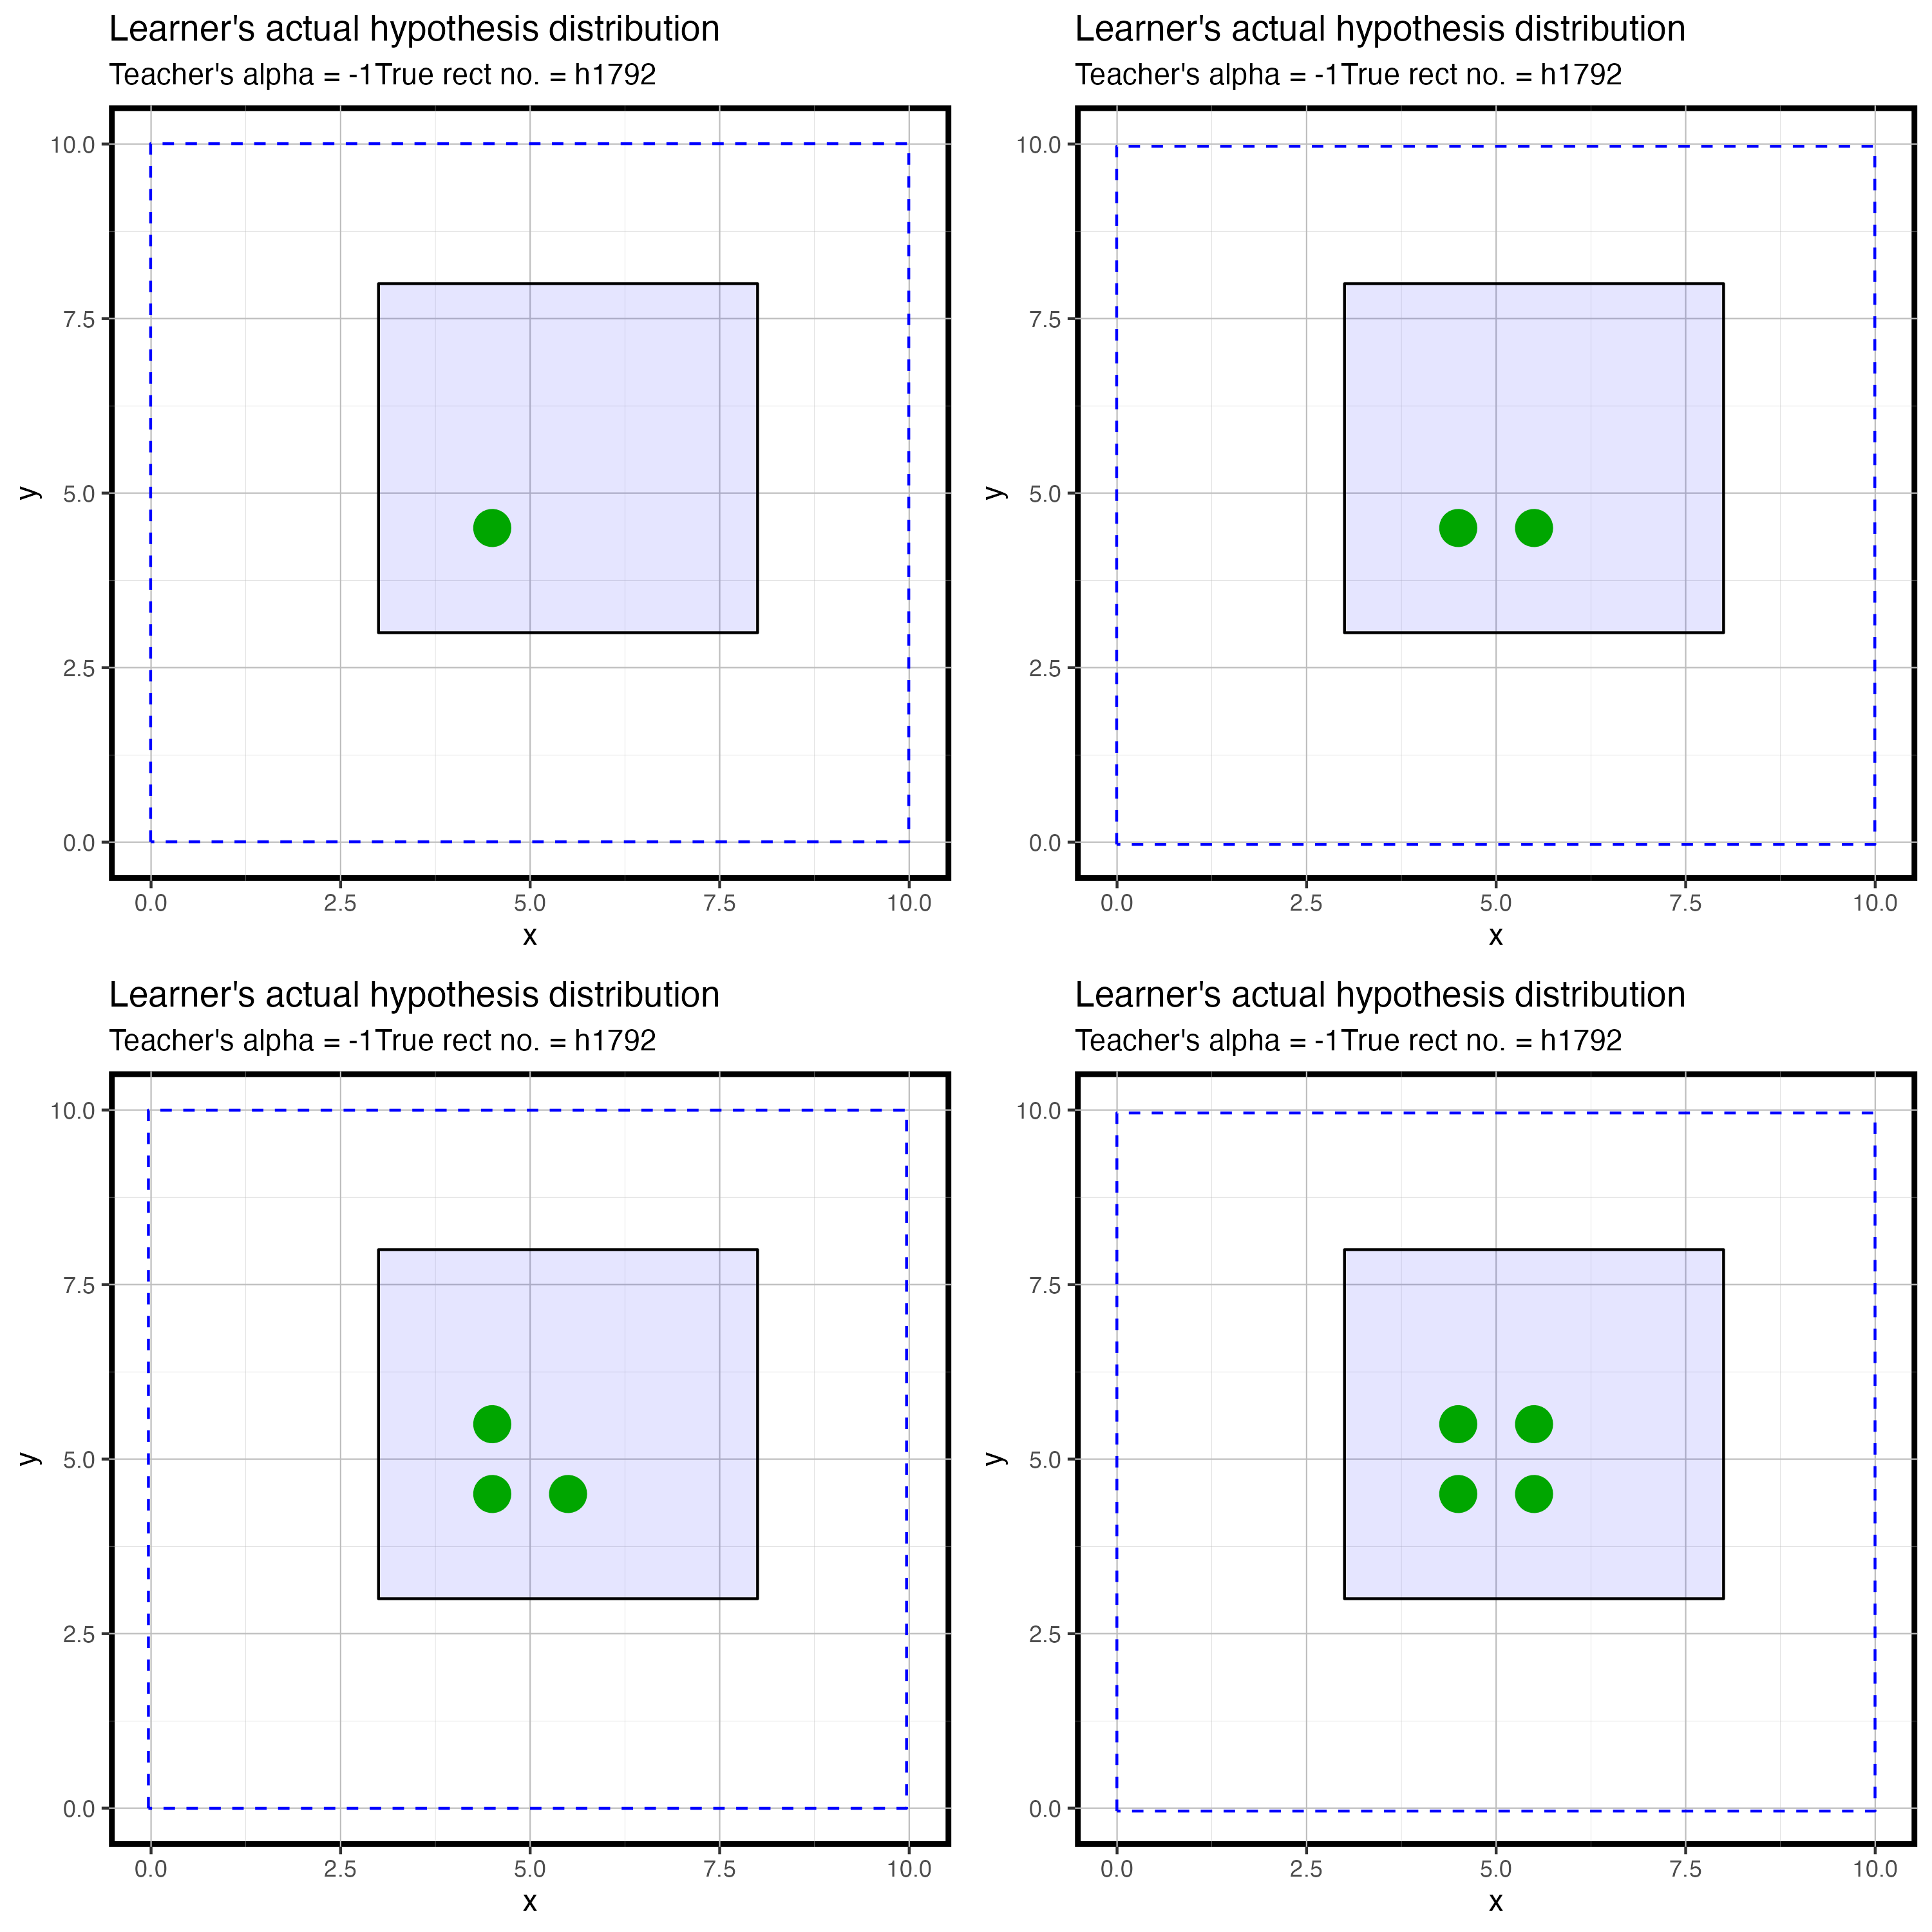 Learner's actual hypothesis distribution
Teacher's alpha = -1True rect no. = h1792
10.0
7.5
5.0
2.5
0.0
y
0.0 2.5 5.0 7.5 10.0
x
Learner's actual hypothesis distribution
Teacher's alpha = -1True rect no. = h1792
10.0
7.5
5.0
2.5
0.0
y
0.0 2.5 5.0 7.5 10.0
x
Learner's actual hypothesis distribution
Teacher's alpha = -1True rect no. = h1792
10.0
7.5
5.0
2.5
0.0
y
0.0 2.5 5.0 7.5 10.0
x
Learner's actual hypothesis distribution
Teacher's alpha = -1True rect no. = h1792
10.0
7.5
5.0
2.5
0.0
y
0.0 2.5 5.0 7.5 10.0
x